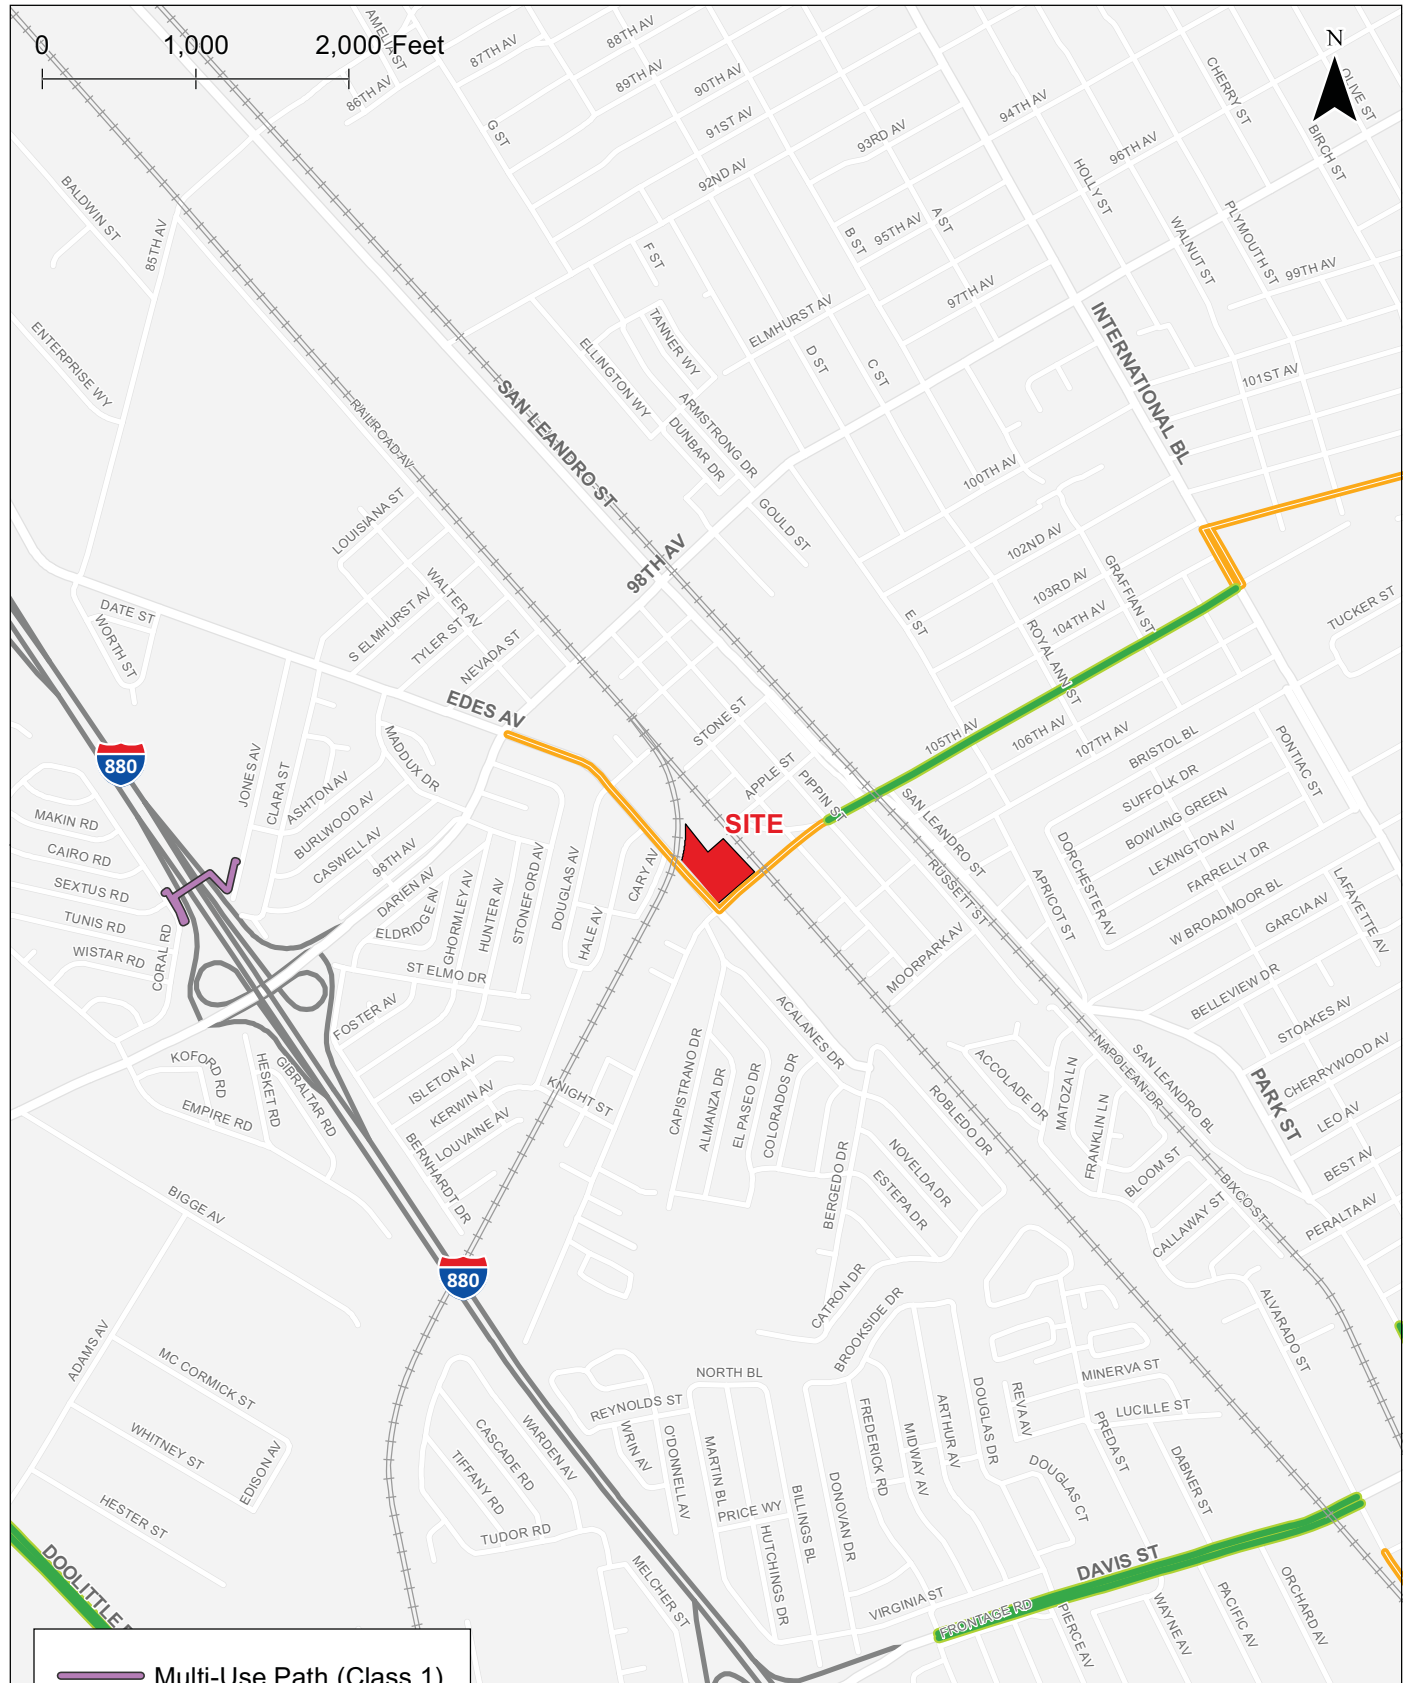 0 1,000 2,000 Feet
N
AMELIA ST
87TH AV
88TH AV
86TH AV
89TH AV
90TH AV
CHERRY ST
OLIVE ST
G ST
91ST AV
93RD AV
94TH AV
96TH AV
BIRCH ST
92ND AV
HOLLY ST
BALDWIN ST
85TH AV
F ST
B ST
95TH AV
A ST
WALNUT ST
PLYMOUTH ST
99TH AV
97TH AV
ENTERPRISE WY
TANNER WY
ELMHURST AV
ELLINGTON WY
D ST
C ST
INTERNATIONAL BL
101ST AV
SAN LEANDRO ST
RAILROAD AV
ARMSTRONG DR
DUNBAR DR
100TH AV
LOUISIANA ST
GOULD ST
98TH AV
102ND AV
WALTER AV
S ELMHURST AV
TYLER ST
NEVADA ST
103RD AV
104TH AV
GRAFFIAN ST
E ST
ROYAL ANN ST
TUCKER ST
DATE ST
WORTH ST
EDES AV
STONE ST
105TH AV
106TH AV
107TH AV
BRISTOL BL
PONTIAC ST
880
JONES AV
CLARA ST
MADDUX DR
ASHTON AV
BURLWOOD AV
CASWELL AV
98TH AV
APPLE ST
PIPPIN ST
SITE
SAN LEANDRO ST
SUFFOLK DR
BOWLING GREEN
LEXINGTON AV
FARRELLY DR
MAKIN RD
CAIRO RD
SEXTUS RD
TUNIS RD
WISTAR RD
CORAL RD
DARIEN AV
ELDRIDGE AV
GHORMLEY AV
HUNTER AV
STONEFORD AV
DOUGLAS AV
HALE AV
CARY AV
RUSSETT ST
APRICOT ST
DORCHESTER AV
W BROADMOOR BL
GARCIA AV
LAFAYETTE AV
ST ELMO DR
FOSTER AV
MOORPARK AV
BELLEVIEW DR
STOAKES AV
ACALANES DR
CHERRYWOOD AV
KOFORD RD
HESKET RD
GIBRALTAR RD
EMPIRE RD
ISLETON AV
KERWIN AV
LOUVAINE AV
KNIGHT ST
CAPISTRANO DR
ALMANZA DR
EL PASEO DR
COLORADOS DR
ROBLEDO DR
ACCOLADE DR
MATOZA LN
FRANKLIN LN
NAPOLEAN DR
SAN LEANDRO BL
PARK ST
LEO AV
BEST AV
BERNHARDT DR
BERGEDO DR
NOVELDA DR
ESTEPA DR
BLOOM ST
CALLAWAY ST
BIXCO ST
PERALTA AV
BIGGE AV
880
CATRON DR
BROOKSIDE DR
ALVARADO ST
ADAMS AV
MC CORMICK ST
WHITNEY ST
EDISON AV
HESTER ST
NORTH BL
REYNOLDS ST
WRIN AV
O'DONNELL AV
MARTIN BL
PRICE WY
HUTCHINGS DR
BILLINGS BL
DONOVAN DR
FREDERICK RD
MIDWAY AV
ARTHUR AV
DOUGLAS DR
REVA AV
DOUGLAS CT
MINERVA ST
LUCILLE ST
PREDA ST
DABNER ST
CASCADE RD
TIFFANY RD
WARDEN AV
TUDOR RD
MELCHER ST
DAVIS ST
VIRGINIA ST
FRONTAGE RD
PIERCE AV
WAYNE AV
PACIFIC AV
ORCHARD AV
DOOLITTLE
Multi-Use Path (Class 1)